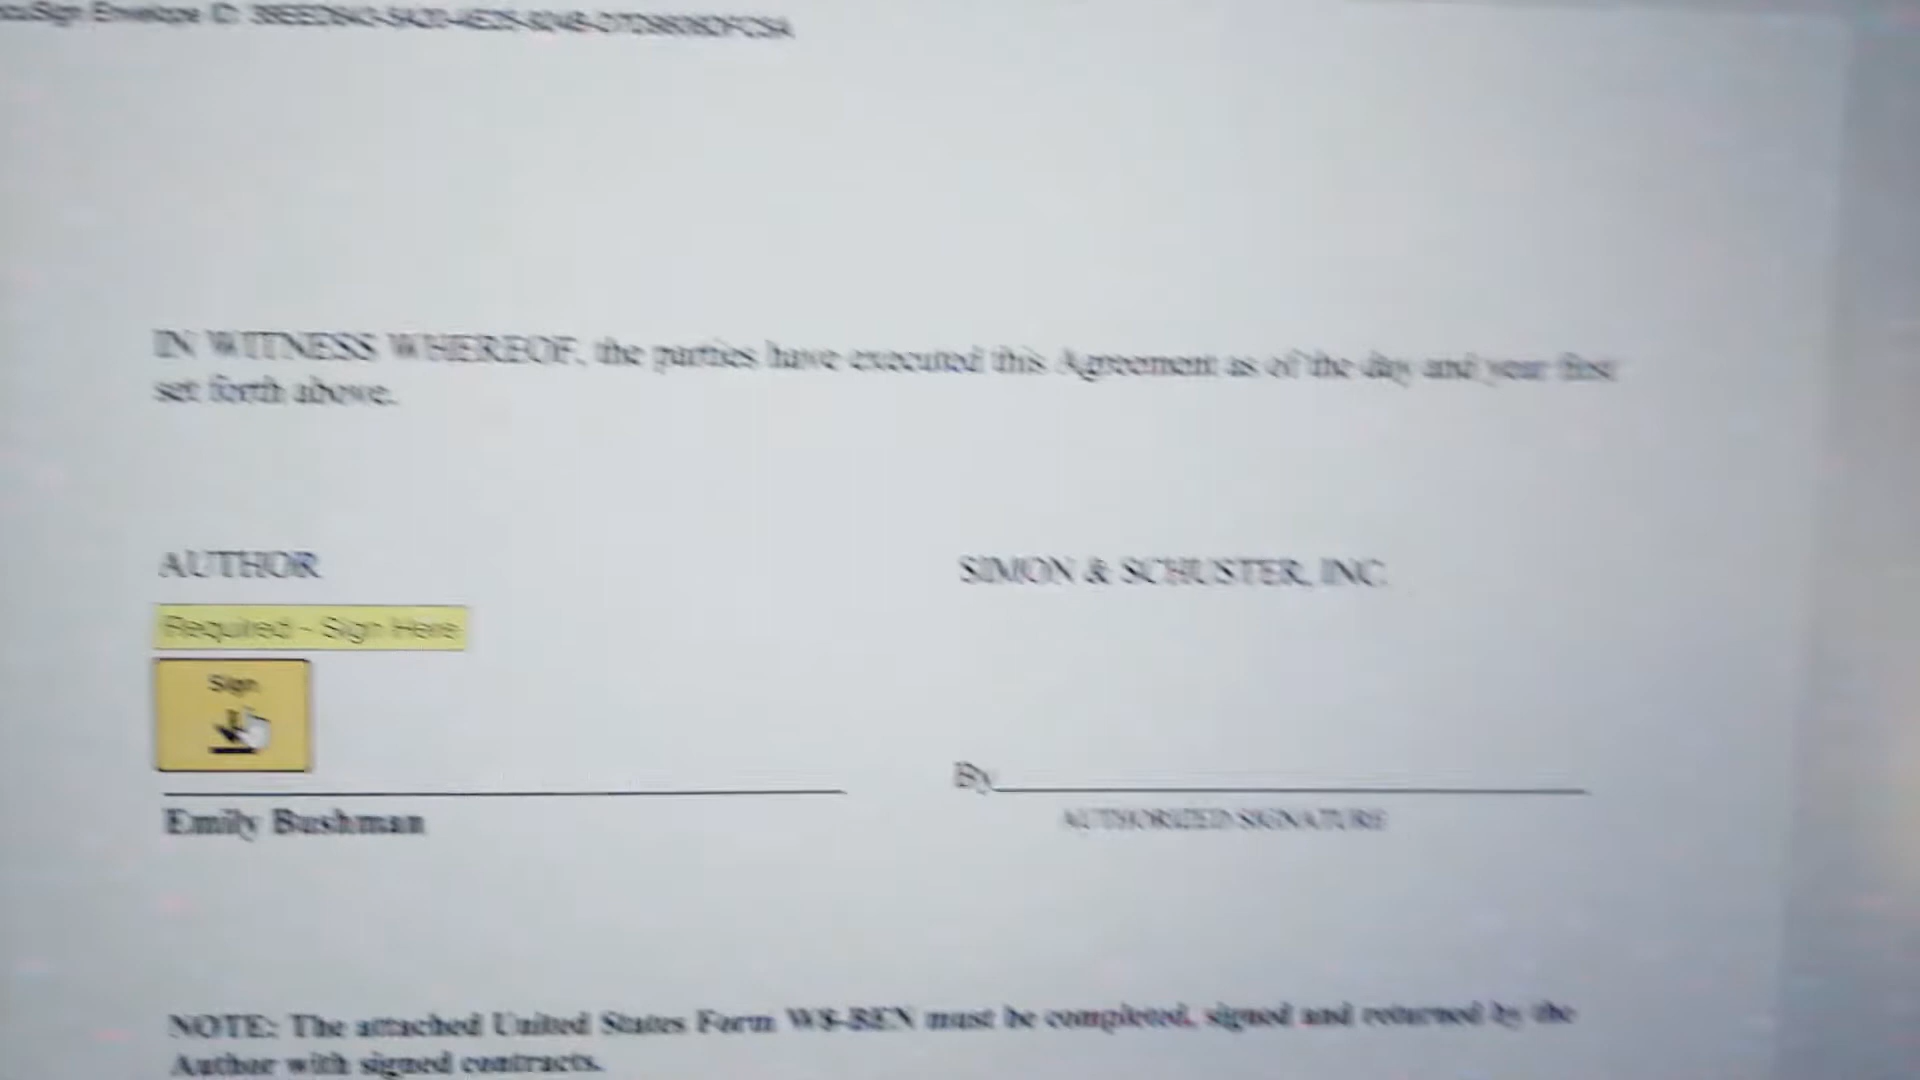 IN WITNESS WHEREOF, the parties have executed this Agreement as of the day and year first
set forth above.
AUTHOR
SIMON & SCHUSTER, INC.
Required - Sign Here
Sign
By
Emily Bushman
AUTHORIZED SIGNATURE
NOTE: The attached United States Form W8-BEN must be completed, signed and returned by the
Author with signed contracts.